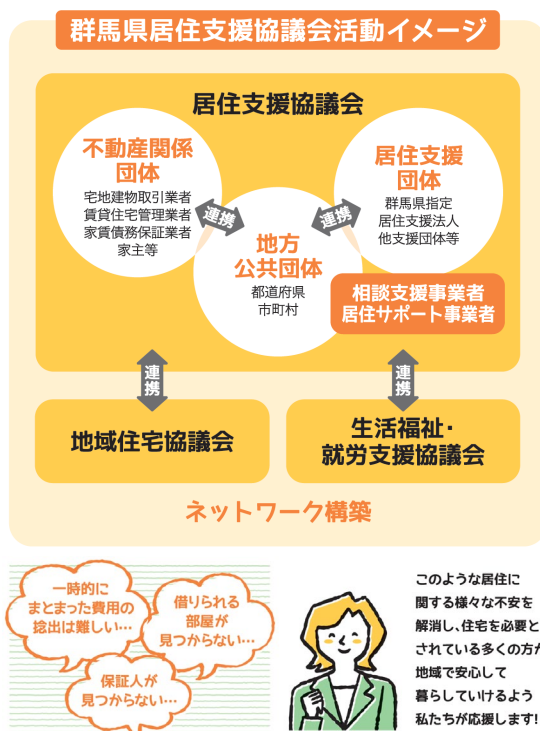 群馬県居住支援協議会活動イメージ
居住支援協議会
不動産関係
団体
宅地建物取引業者
賃貸住宅管理業者
家賃債務保証業者
家主等
連携
地方
公共団体
都道府県
市町村
連携
居住支援
団体
群馬県指定
居住支援法人
他支援団体等
相談支援事業者
居住サポート事業者
連携
連携
地域住宅協議会
生活福祉・
就労支援協議会
ネットワーク構築
一時的に
まとまった費用の
捻出は難しい…
借りられる
部屋が
見つからない…
保証人が
見つからない…
このような居住に
関する様々な不安を
解消し、住宅を必要と
されている多くの方が
地域で安心して
暮らしていけるよう
私たちが応援します!